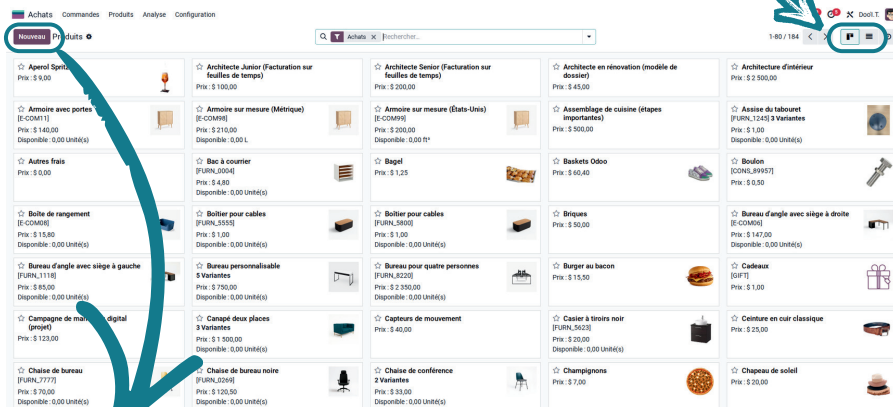 Achats Commandes Produits Analyse Configuration
Dooli.T.
Nouveau Produits
Achats × Rechercher...
1-80 / 184
Aperol Spritz
Prix : $ 9,00
Architecte Junior (Facturation sur
feuilles de temps)
Prix : $ 100,00
Architecte Senior (Facturation sur
feuilles de temps)
Prix : $ 200,00
Architecte en rénovation (modèle de
dossier)
Prix : $ 45,00
Architecture d'intérieur
Prix : $ 2 500,00
Armoire avec portes
[E-COM11]
Prix : $ 140,00
Disponible : 0,00 Unité(s)
Armoire sur mesure (Métrique)
[E-COM98]
Prix : $ 210,00
Disponible : 0,00 L
Armoire sur mesure (États-Unis)
[E-COM99]
Prix : $ 200,00
Disponible : 0,00 ft³
Assemblage de cuisine (étapes
importantes)
Prix : $ 500,00
Assise du tabouret
[FURN_1245] 3 Variantes
Prix : $ 1,00
Disponible : 0,00 Unité(s)
Autres frais
Prix : $ 0,00
Bac à courrier
[FURN_0004]
Prix : $ 4,80
Disponible : 0,00 Unité(s)
Bagel
Prix : $ 1,25
Baskets Odoo
Prix : $ 60,40
Boulon
[CONS_89957]
Prix : $ 0,50
Boîte de rangement
[E-COM08]
Prix : $ 15,80
Disponible : 0,00 Unité(s)
Boîtier pour cables
[FURN_5555]
Prix : $ 1,00
Disponible : 0,00 Unité(s)
Boîtier pour cables
[FURN_5800]
Prix : $ 1,00
Disponible : 0,00 Unité(s)
Briques
Prix : $ 50,00
Bureau d'angle avec siège à droite
[E-COM06]
Prix : $ 147,00
Disponible : 0,00 Unité(s)
Bureau d'angle avec siège à gauche
[FURN_1118]
Prix : $ 85,00
Disponible : 0,00 Unité(s)
Bureau personnalisable
5 Variantes
Prix : $ 750,00
Disponible : 0,00 Unité(s)
Bureau pour quatre personnes
[FURN_8220]
Prix : $ 2 350,00
Disponible : 0,00 Unité(s)
Burger au bacon
Prix : $ 15,50
Cadeaux
[GIFT]
Prix : $ 1,00
Campagne de digital
(projet)
Prix : $ 123,00
Canapé deux places
3 Variantes
Prix : $ 1 500,00
Disponible : 0,00 Unité(s)
Capteurs de mouvement
Prix : $ 40,00
Casier à tiroirs noir
[FURN_5623]
Prix : $ 20,00
Disponible : 0,00 Unité(s)
Ceinture en cuir classique
Prix : $ 25,00
Chaise de bureau
[FURN_7777]
Prix : $ 70,00
Disponible : 0,00 Unité(s)
Chaise de bureau noire
[FURN_0269]
Prix : $ 120,50
Disponible : 0,00 Unité(s)
Chaise de conférence
2 Variantes
Prix : $ 33,00
Disponible : 0,00 Unité(s)
Champignons
Prix : $ 7,00
Chapeau de soleil
Prix : $ 20,00